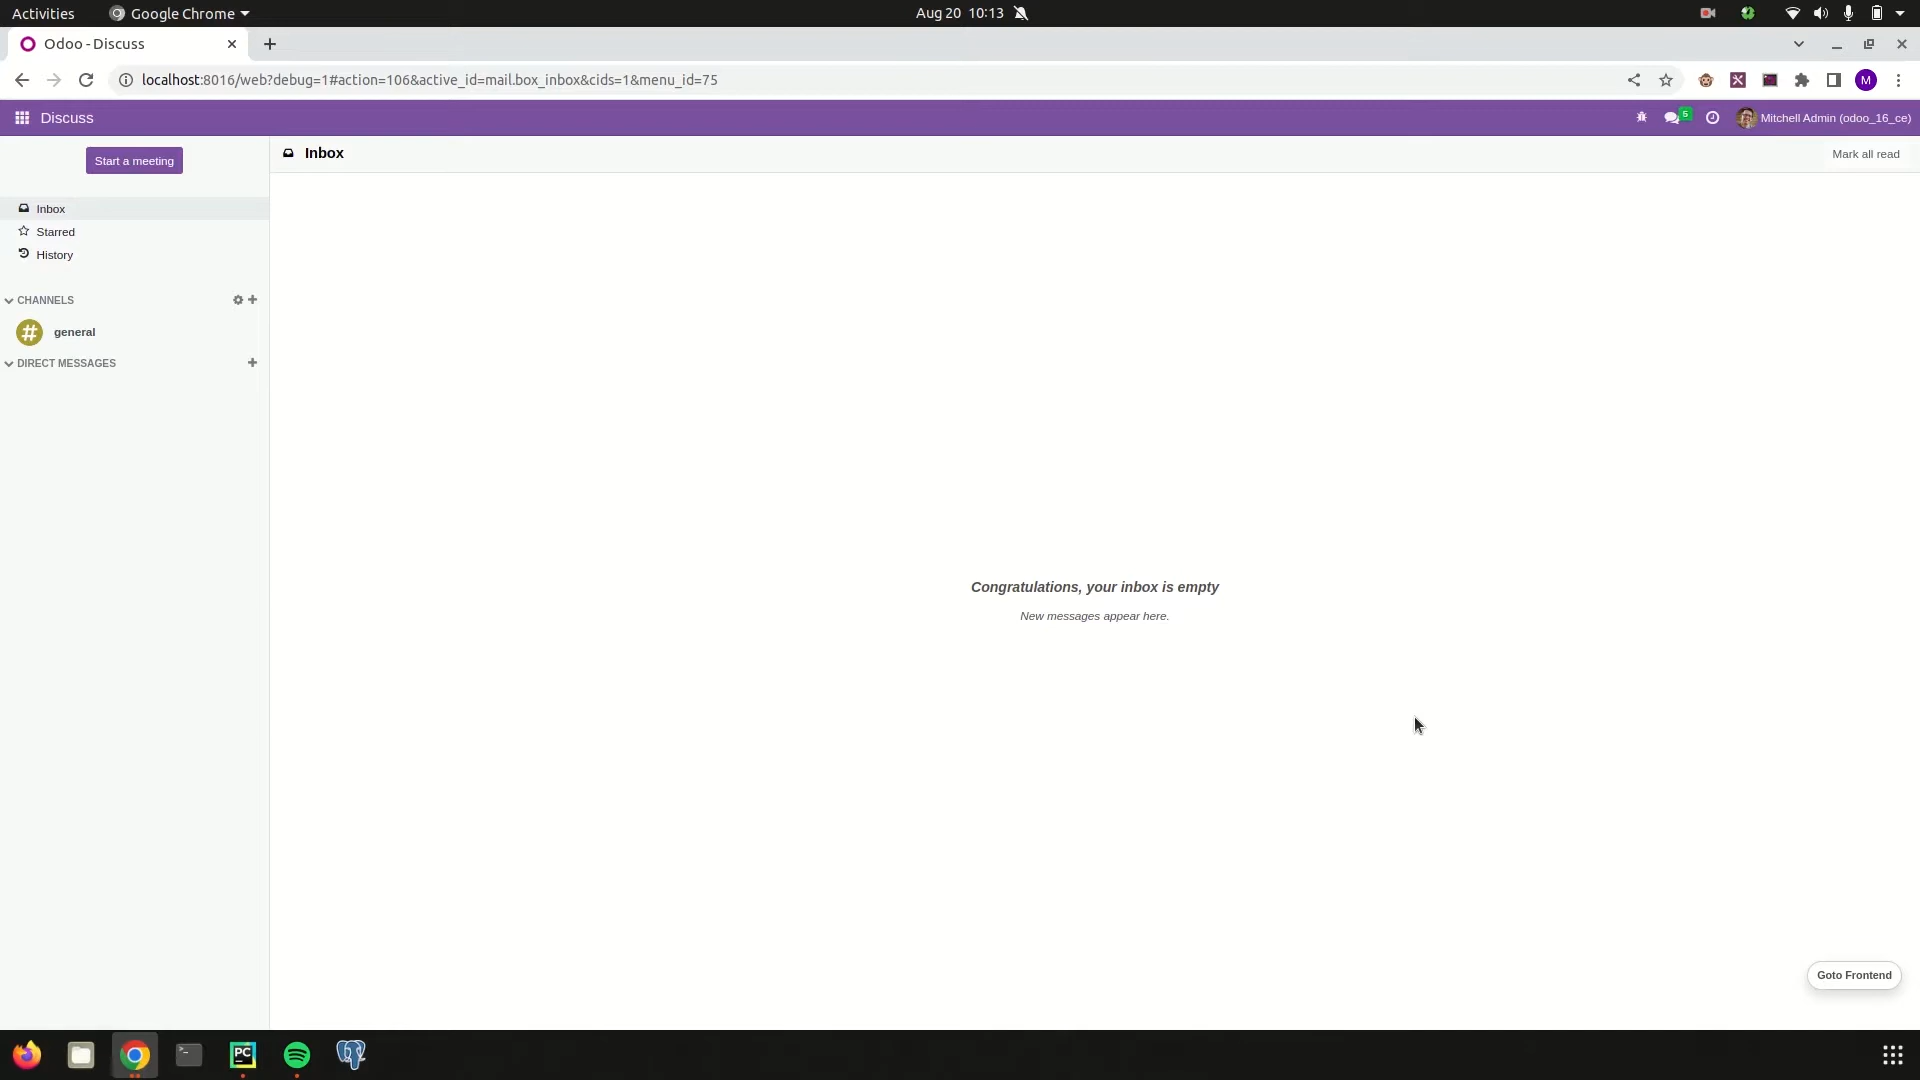 Activities
Google Chrome
Aug 20 10:13
Odoo - Discuss
localhost:8016/web?debug=1#action=106&active_id=mail.box_inbox&cids=1&menu_id=75
M
Discuss
5
Mitchell Admin (odoo_16_ce)
Start a meeting
Inbox
Mark all read
Inbox
Starred
History
CHANNELS
# general
DIRECT MESSAGES
Congratulations, your inbox is empty
New messages appear here.
Goto Frontend
PC